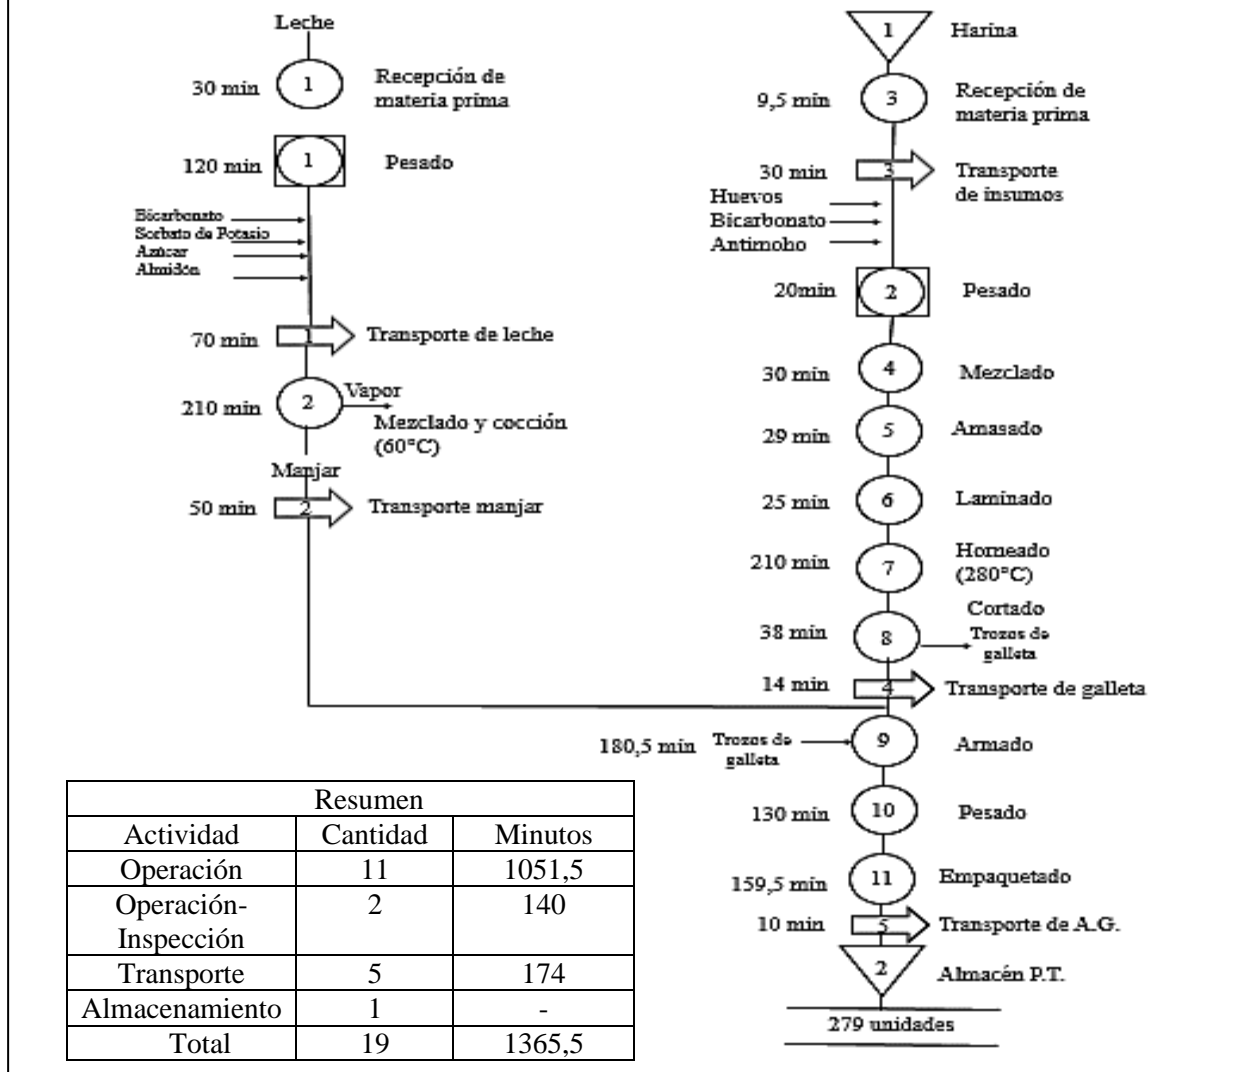 Leche
30 min
1
Recepción de
materia prima
120 min
1
Pesado
Bicarbonato
Sorbato de Potasio
Azúcar
Almidón
70 min
1
Transporte de leche
210 min
2
Vapor
Mezclado y cocción
(60°C)
Manjar
50 min
2
Transporte manjar
1
Harina
9,5 min
3
Recepción de
materia prima
30 min
3
Transporte
de insumos
Huevos
Bicarbonato
Antimoho
20min
2
Pesado
30 min
4
Mezclado
29 min
5
Amasado
25 min
6
Laminado
210 min
7
Horneado
(280°C)
38 min
8
Cortado
Trozos de
galleta
14 min
4
Transporte de galleta
180,5 min
Trozos de
galleta
9
Armado
130 min
10
Pesado
159,5 min
11
Empaquetado
10 min
5
Transporte de A.G.
2
Almacén P.T.
279 unidades
Resumen
Actividad Cantidad Minutos
Operación 11 1051,5
Operación- 2 140
Inspección
Transporte 5 174
Almacenamiento 1 -
Total 19 1365,5